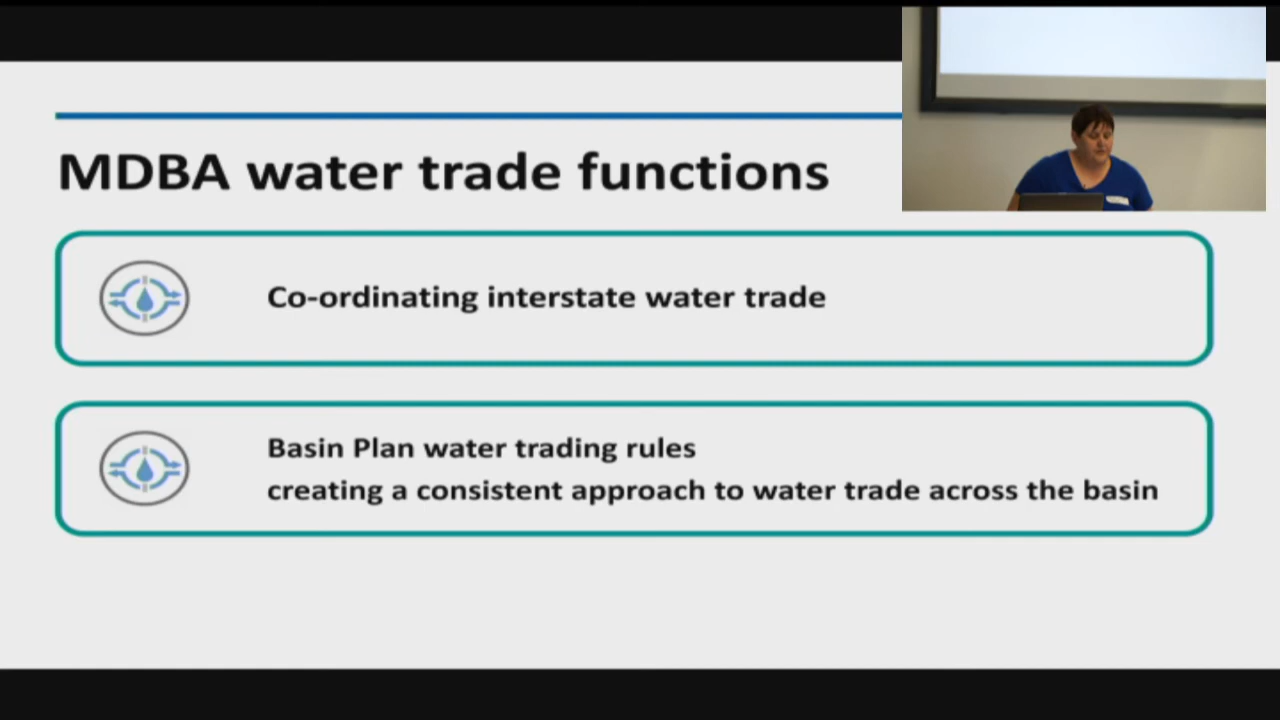 MDBA water trade functions
Co-ordinating interstate water trade
Basin Plan water trading rules
creating a consistent approach to water trade across the basin